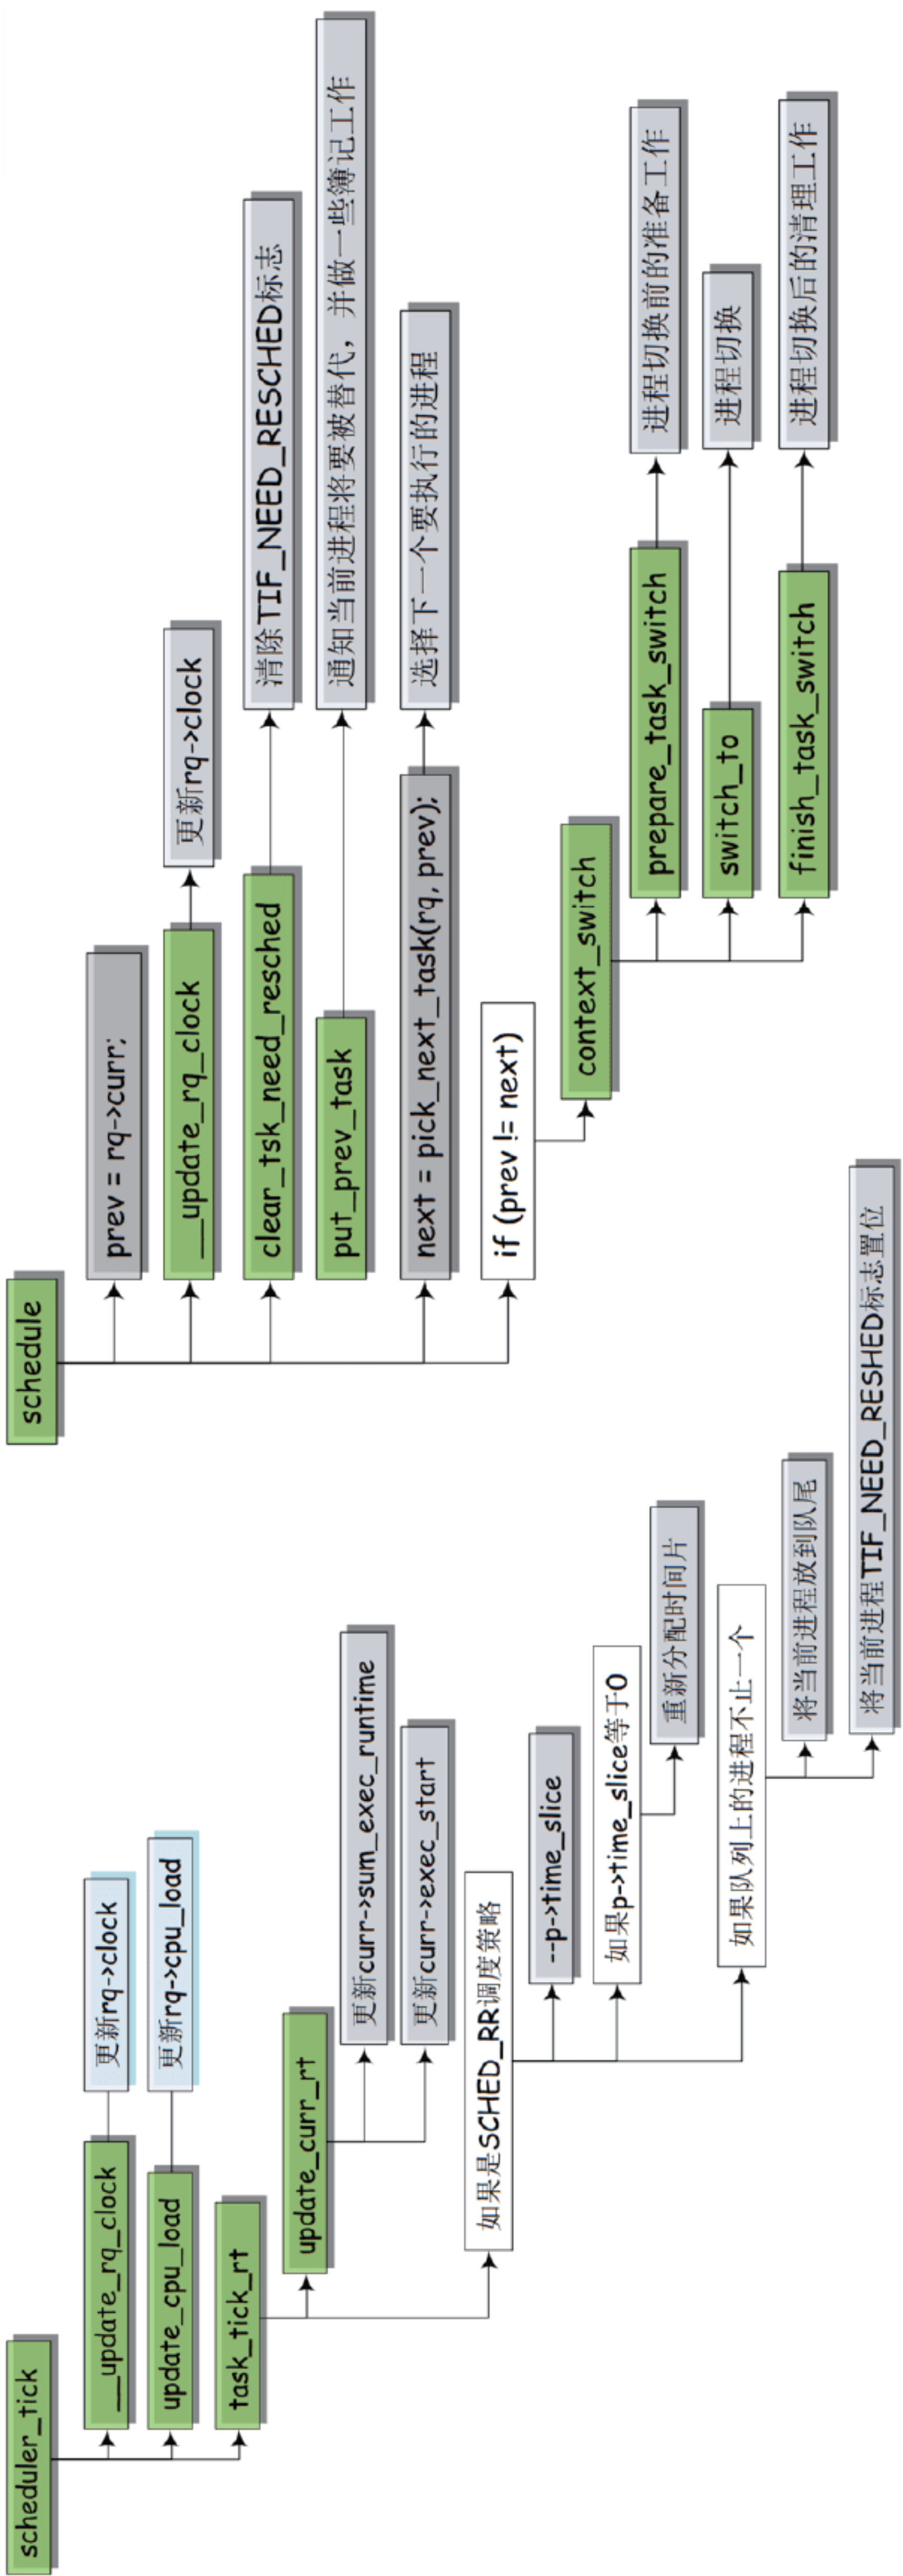 scheduler_tick
__update_rq_clock
更新rq->clock
update_cpu_load
更新rq->cpu_load
task_tick_rt
update_curr_rt
更新curr->sum_exec_runtime
更新curr->exec_start
如果是SCHED_RR调度策略
--p->time_slice
如果p->time_slice等于0
重新分配时间片
如果队列上的进程不止一个
将当前进程放到队尾
将当前进程TIF_NEED_RESHED标志置位
schedule
prev = rq->curr;
__update_rq_clock
更新rq->clock
clear_tsk_need_resched
清除TIF_NEED_RESCHED标志
put_prev_task
通知当前进程将要被替代，并做一些簿记工作
next = pick_next_task(rq, prev);
选择下一个要执行的进程
if (prev != next)
context_switch
prepare_task_switch
进程切换前的准备工作
switch_to
进程切换
finish_task_switch
进程切换后的清理工作